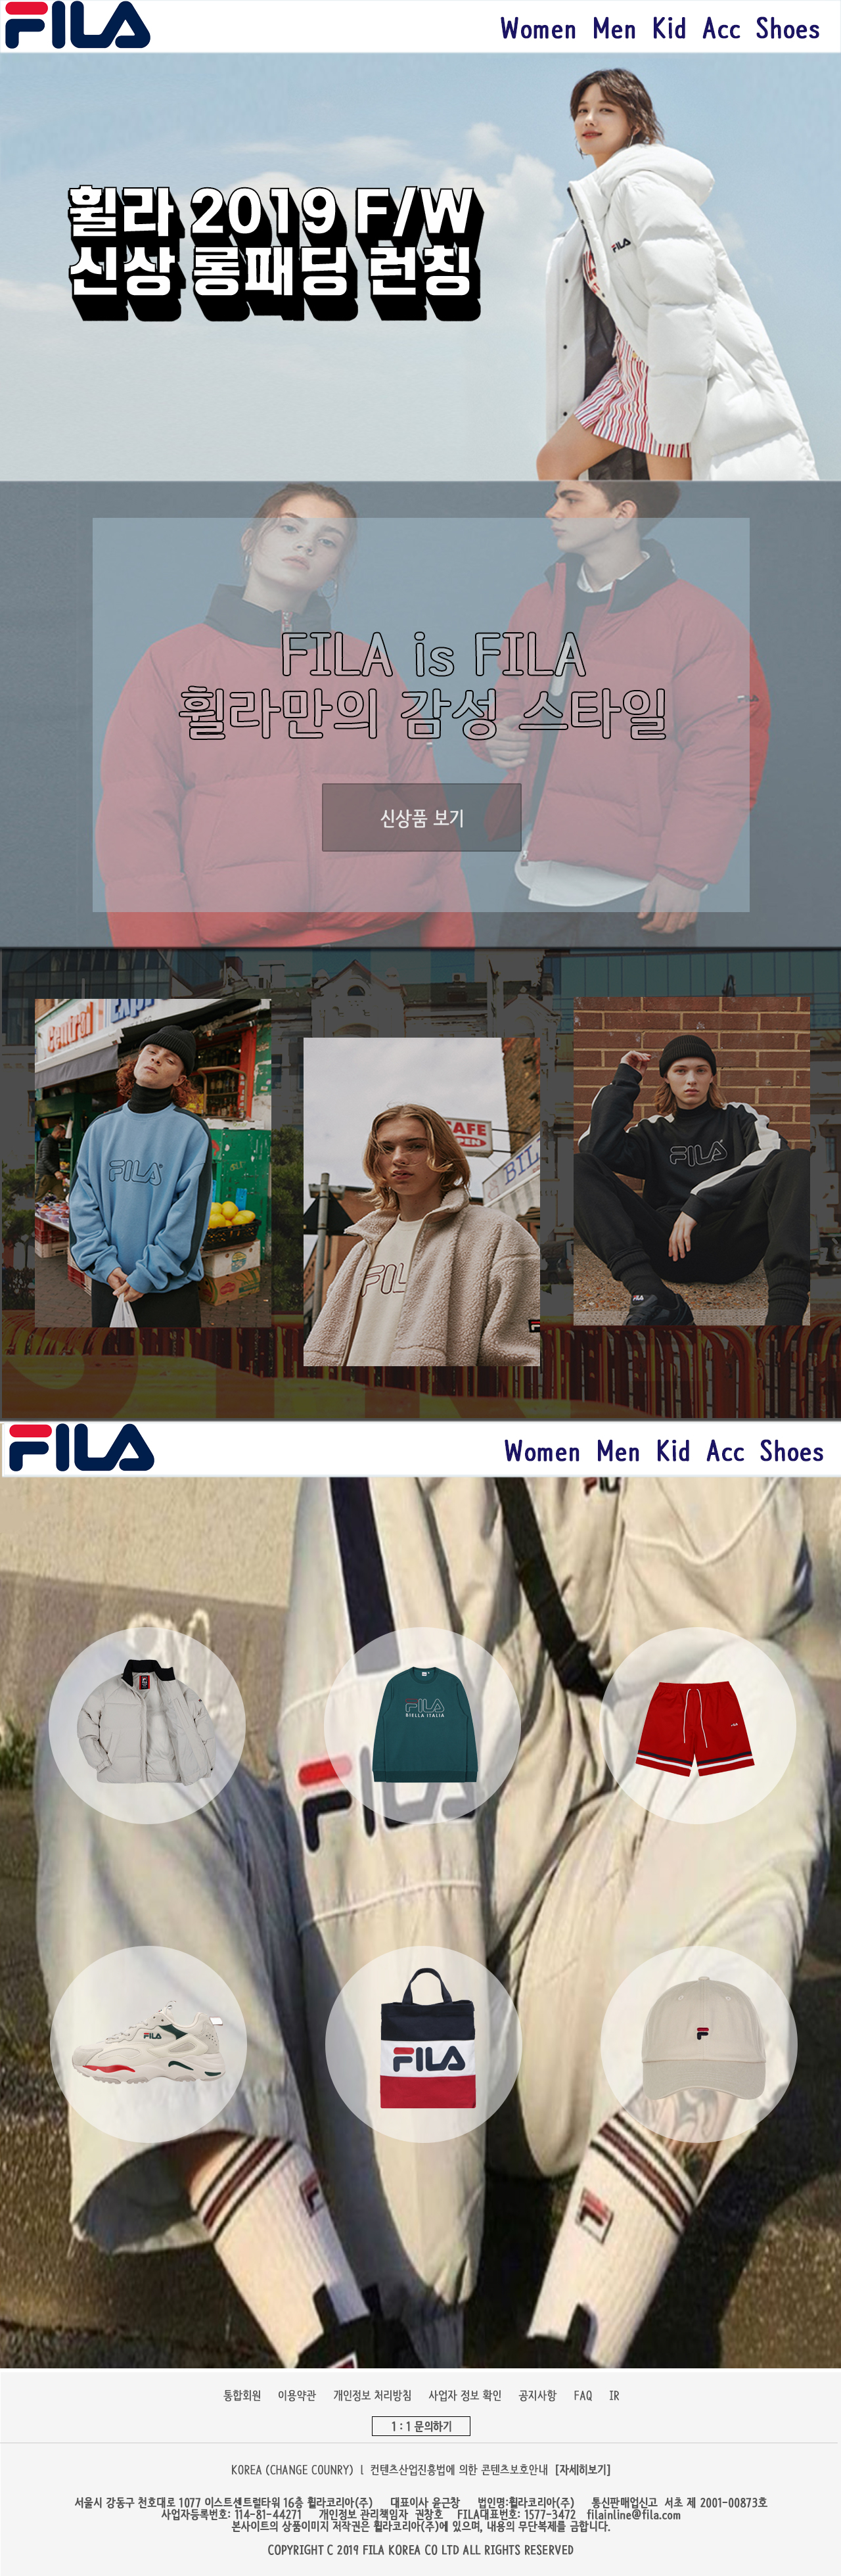 FILA
Women Men Kid Acc Shoes
휠라 2019 F/W
신상 롱패딩 런칭
FILA
FILA is FILA
휠라만의 감성 스타일
신상품 보기
FILA
CAFE
OPEN
FILA
FILA
FILA
Women Men Kid Acc Shoes
FILA
FILA
BIELLA ITALIA
FILA
FILA
FILA
통합회원 이용약관 개인정보 처리방침 사업자 정보 확인 공지사항 FAQ IR
1 : 1 문의하기
KOREA (CHANGE COUNRY) l 컨텐츠산업진흥법에 의한 콘텐츠보호안내 [자세히보기]
서울시 강동구 천호대로 1077 이스트센트럴타워 16층 휠라코리아(주) 대표이사 윤근창 법인명:휠라코리아(주) 통신판매업신고 서초 제 2001-00873호
사업자등록번호: 114-81-44271 개인정보 관리책임자 권창호 FILA대표번호: 1577-3472 filainline@fila.com
본사이트의 상품이미지 저작권은 휠라코리아(주)에 있으며, 내용의 무단복제를 금합니다.
COPYRIGHT C 2019 FILA KOREA CO LTD ALL RIGHTS RESERVED